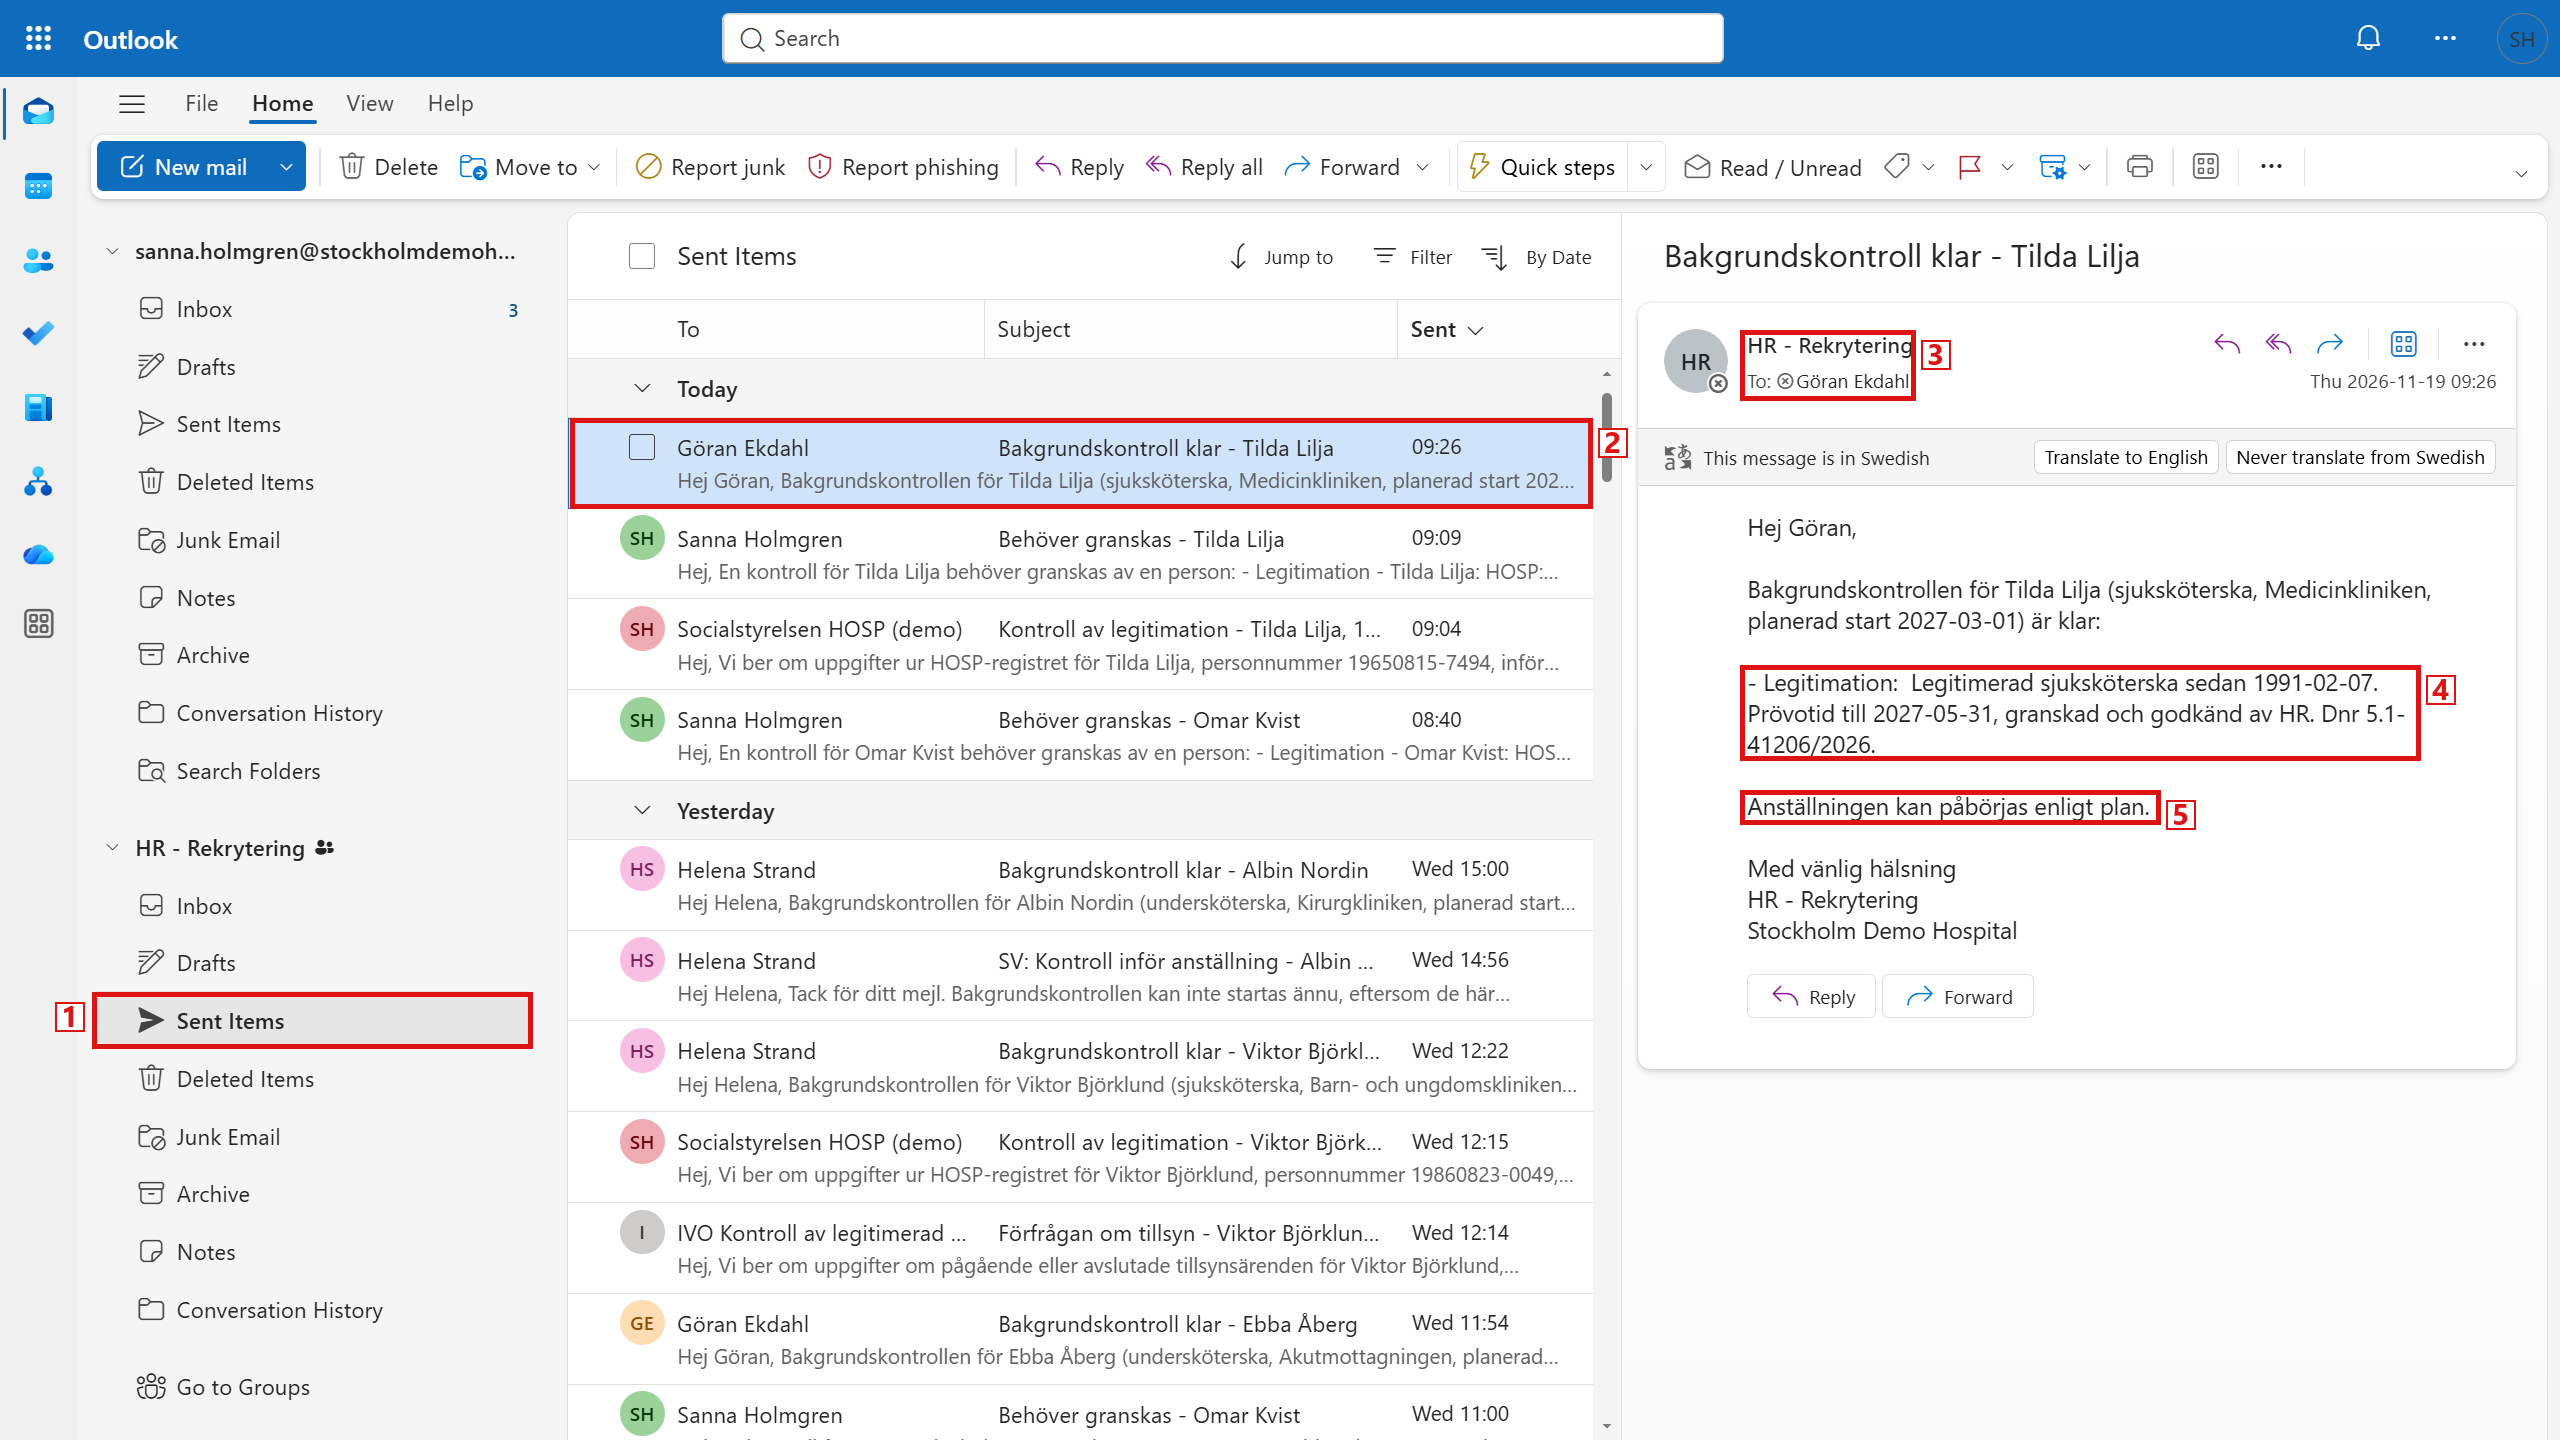 Outlook
Search
SH
File Home View Help
New mail Delete Move to Report junk Report phishing Reply Reply all Forward Quick steps Read / Unread
sanna.holmgren@stockholmdemoh...
Inbox 3
Drafts
Sent Items
Deleted Items
Junk Email
Notes
Archive
Conversation History
Search Folders
HR - Rekrytering
Inbox
Drafts
1 Sent Items
Deleted Items
Junk Email
Notes
Archive
Conversation History
Go to Groups
Sent Items Jump to Filter By Date
To Subject Sent
Today
Göran Ekdahl Bakgrundskontroll klar - Tilda Lilja 09:26
Hej Göran, Bakgrundskontrollen för Tilda Lilja (sjuksköterska, Medicinkliniken, planerad start 202...
2
SH Sanna Holmgren Behöver granskas - Tilda Lilja 09:09
Hej, En kontroll för Tilda Lilja behöver granskas av en person: - Legitimation - Tilda Lilja: HOSP:...
SH Socialstyrelsen HOSP (demo) Kontroll av legitimation - Tilda Lilja, 1... 09:04
Hej, Vi ber om uppgifter ur HOSP-registret för Tilda Lilja, personnummer 19650815-7494, inför...
SH Sanna Holmgren Behöver granskas - Omar Kvist 08:40
Hej, En kontroll för Omar Kvist behöver granskas av en person: - Legitimation - Omar Kvist: HOS...
Yesterday
HS Helena Strand Bakgrundskontroll klar - Albin Nordin Wed 15:00
Hej Helena, Bakgrundskontrollen för Albin Nordin (undersköterska, Kirurgkliniken, planerad start...
HS Helena Strand SV: Kontroll inför anställning - Albin ... Wed 14:56
Hej Helena, Tack för ditt mejl. Bakgrundskontrollen kan inte startas ännu, eftersom de här...
HS Helena Strand Bakgrundskontroll klar - Viktor Björkl... Wed 12:22
Hej Helena, Bakgrundskontrollen för Viktor Björklund (sjuksköterska, Barn- och ungdomskliniken...
SH Socialstyrelsen HOSP (demo) Kontroll av legitimation - Viktor Björk... Wed 12:15
Hej, Vi ber om uppgifter ur HOSP-registret för Viktor Björklund, personnummer 19860823-0049,...
I IVO Kontroll av legitimerad ... Förfrågan om tillsyn - Viktor Björklun... Wed 12:14
Hej, Vi ber om uppgifter om pågående eller avslutade tillsynsärenden för Viktor Björklund,...
GE Göran Ekdahl Bakgrundskontroll klar - Ebba Åberg Wed 11:54
Hej Göran, Bakgrundskontrollen för Ebba Åberg (undersköterska, Akutmottagningen, planerad...
SH Sanna Holmgren Behöver granskas - Omar Kvist Wed 11:00
Bakgrundskontroll klar - Tilda Lilja
HR HR - Rekrytering 3
To: Göran Ekdahl Thu 2026-11-19 09:26
This message is in Swedish Translate to English Never translate from Swedish
Hej Göran,
Bakgrundskontrollen för Tilda Lilja (sjuksköterska, Medicinkliniken,
planerad start 2027-03-01) är klar:
- Legitimation: Legitimerad sjuksköterska sedan 1991-02-07. 4
Prövotid till 2027-05-31, granskad och godkänd av HR. Dnr 5.1-
41206/2026.
Anställningen kan påbörjas enligt plan. 5
Med vänlig hälsning
HR - Rekrytering
Stockholm Demo Hospital
Reply Forward